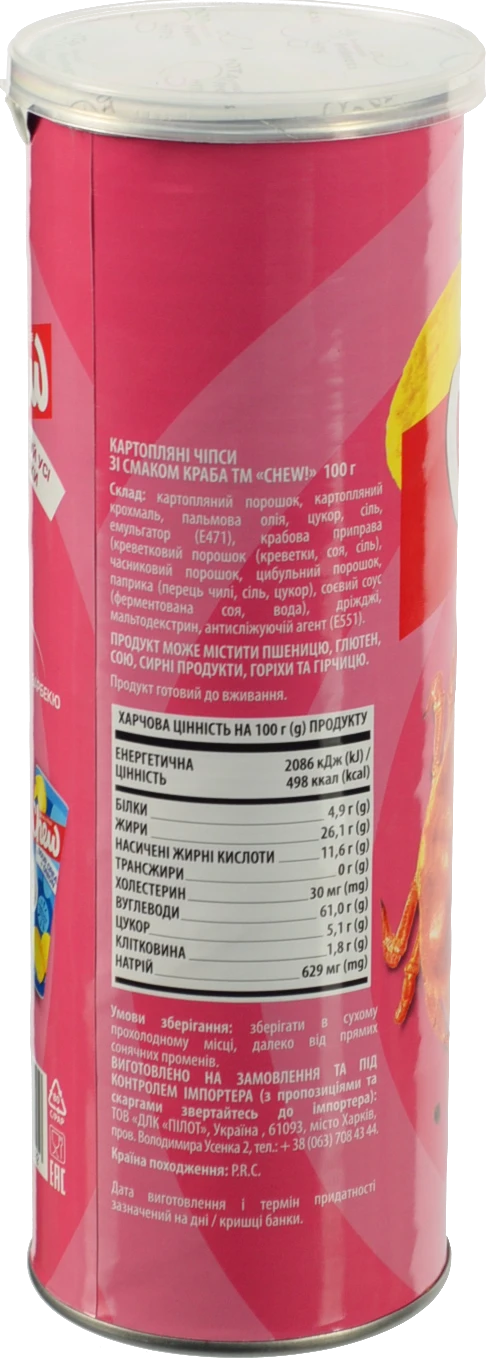 КАРТОПЛЯНІ ЧІПСИ
ЗІ СМАКОМ КРАБА ТМ «CHEW!» 100 г
Склад: картопляний порошок, картопляний
крохмаль, пальмова олія, цукор, сіль,
емульгатор (Е471), крабова приправа
(креветковий порошок (креветки, соя, сіль),
часниковий порошок, цибульний порошок,
паприка (перець чилі, сіль, цукор), соєвий соус
(ферментована соя, вода), дріжджі,
мальтодекстрин, антисліжуючій агент (Е551).
ПРОДУКТ МОЖЕ МІСТИТИ ПШЕНИЦЮ, ГЛЮТЕН,
СОЮ, СИРНІ ПРОДУКТИ, ГОРІХИ ТА ГІРЧИЦЮ.
Продукт готовий до вживання.
ХАРЧОВА ЦІННІСТЬ НА 100 г (g) ПРОДУКТУ
ЕНЕРГЕТИЧНА 2086 кДж (kJ) /
ЦІННІСТЬ 498 ккал (kcal)
БІЛКИ 4,9 г (g)
ЖИРИ 26,1 г (g)
НАСИЧЕНІ ЖИРНІ КИСЛОТИ 11,6 г (g)
ТРАНСЖИРИ 0 г (g)
ХОЛЕСТЕРИН 30 мг (mg)
ВУГЛЕВОДИ 61,0 г (g)
ЦУКОР 5,1 г (g)
КЛІТКОВИНА 1,8 г (g)
НАТРІЙ 629 мг (mg)
Умови зберігання: зберігати в сухому
прохолодному місці, далеко від прямих
сонячних променів.
ВИГОТОВЛЕНО НА ЗАМОВЛЕННЯ ТА ПІД
КОНТРОЛЕМ ІМПОРТЕРА (з пропозиціями та
скаргами звертайтесь до імпортера):
ТОВ «ДЛК «ПІЛОТ», Україна , 61093, місто Харків,
пров. Володимира Усенка 2, тел.: + 38 (063) 708 43 44.
Країна походження: P.R.C.
Дата виготовлення і термін придатності
зазначений на дні / кришці банки.
C/PAP
EAC